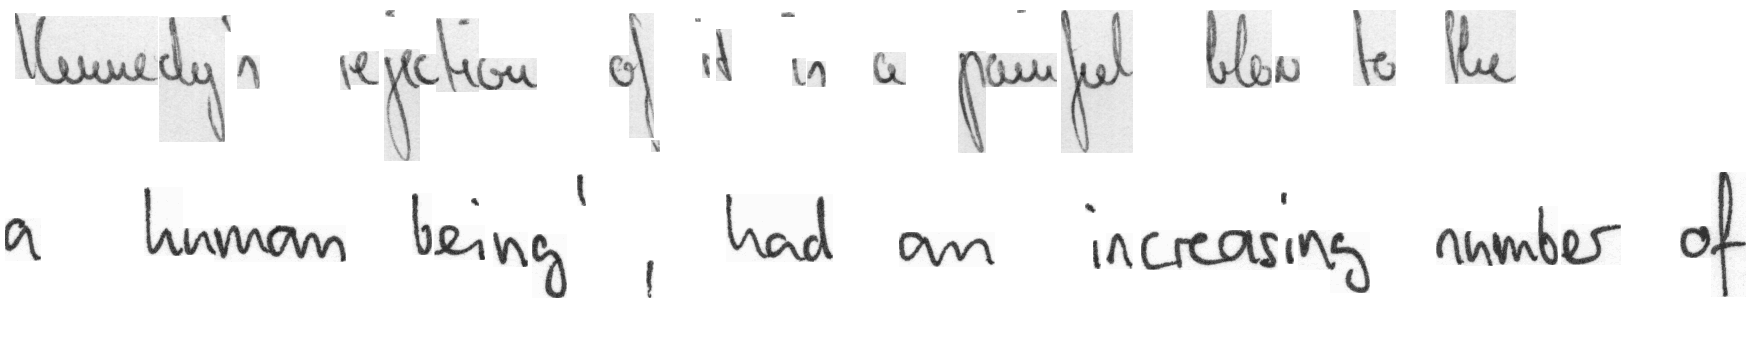 Kennedy's rejection of it is a painful blow to the
a human being', had an increasing number of